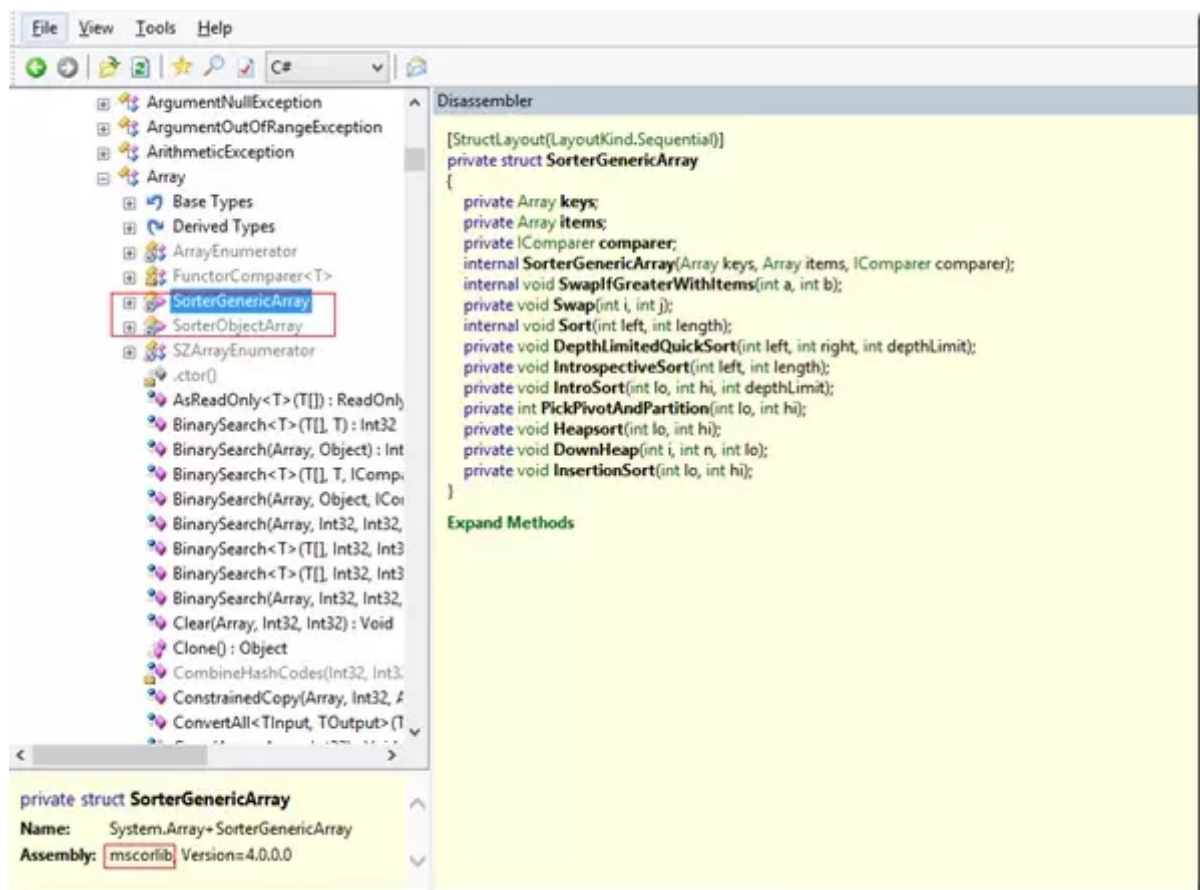 File View Tools Help
C#
ArgumentNullException
ArgumentOutOfRangeException
ArithmeticException
Array
Base Types
Derived Types
ArrayEnumerator
FunctorComparer<T>
SorterGenericArray
SorterObjectArray
SZArrayEnumerator
.ctor()
AsReadOnly<T>(T[]) : ReadOnly
BinarySearch<T>(T[], T) : Int32
BinarySearch(Array, Object) : Int
BinarySearch<T>(T[], T, IComp
BinarySearch(Array, Object, ICo
BinarySearch(Array, Int32, Int32,
BinarySearch<T>(T[], Int32, Int3
BinarySearch<T>(T[], Int32, Int3
BinarySearch(Array, Int32, Int32,
Clear(Array, Int32, Int32) : Void
Clone() : Object
CombineHashCodes(Int32, Int3
ConstrainedCopy(Array, Int32, A
ConvertAll<TInput, TOutput>(T
private struct SorterGenericArray
Name: System.Array+SorterGenericArray
Assembly: mscorlib, Version=4.0.0.0
Disassembler
[StructLayout(LayoutKind.Sequential)]
private struct SorterGenericArray
{
private Array keys;
private Array items;
private IComparer comparer;
internal SorterGenericArray(Array keys, Array items, IComparer comparer);
internal void SwapIfGreaterWithItems(int a, int b);
private void Swap(int i, int j);
internal void Sort(int left, int length);
private void DepthLimitedQuickSort(int left, int right, int depthLimit);
private void IntrospectiveSort(int left, int length);
private void IntroSort(int lo, int hi, int depthLimit);
private int PickPivotAndPartition(int lo, int hi);
private void Heapsort(int lo, int hi);
private void DownHeap(int i, int n, int lo);
private void InsertionSort(int lo, int hi);
}
Expand Methods